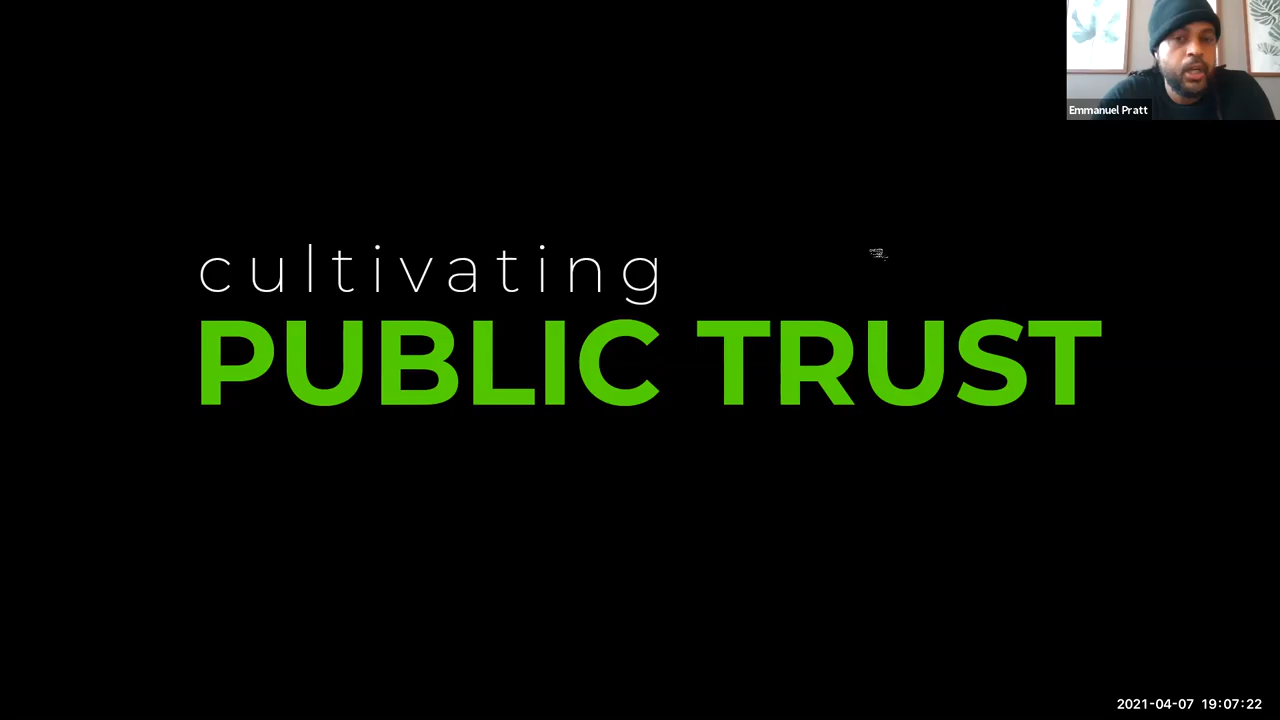 Emmanuel Pratt
cultivating
PUBLIC TRUST
2021-04-07 19:07:22